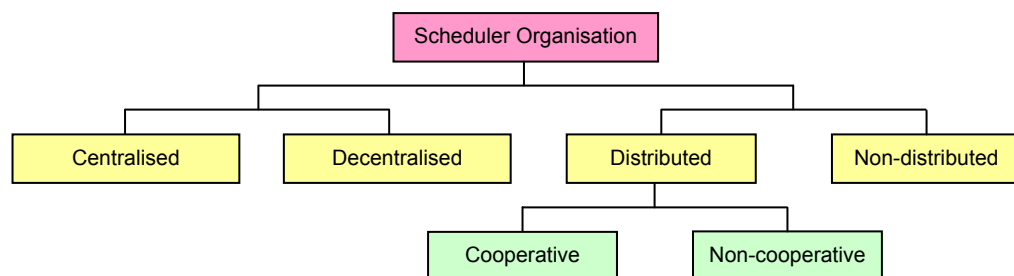 Scheduler Organisation
Centralised
Decentralised
Distributed
Non-distributed
Cooperative
Non-cooperative